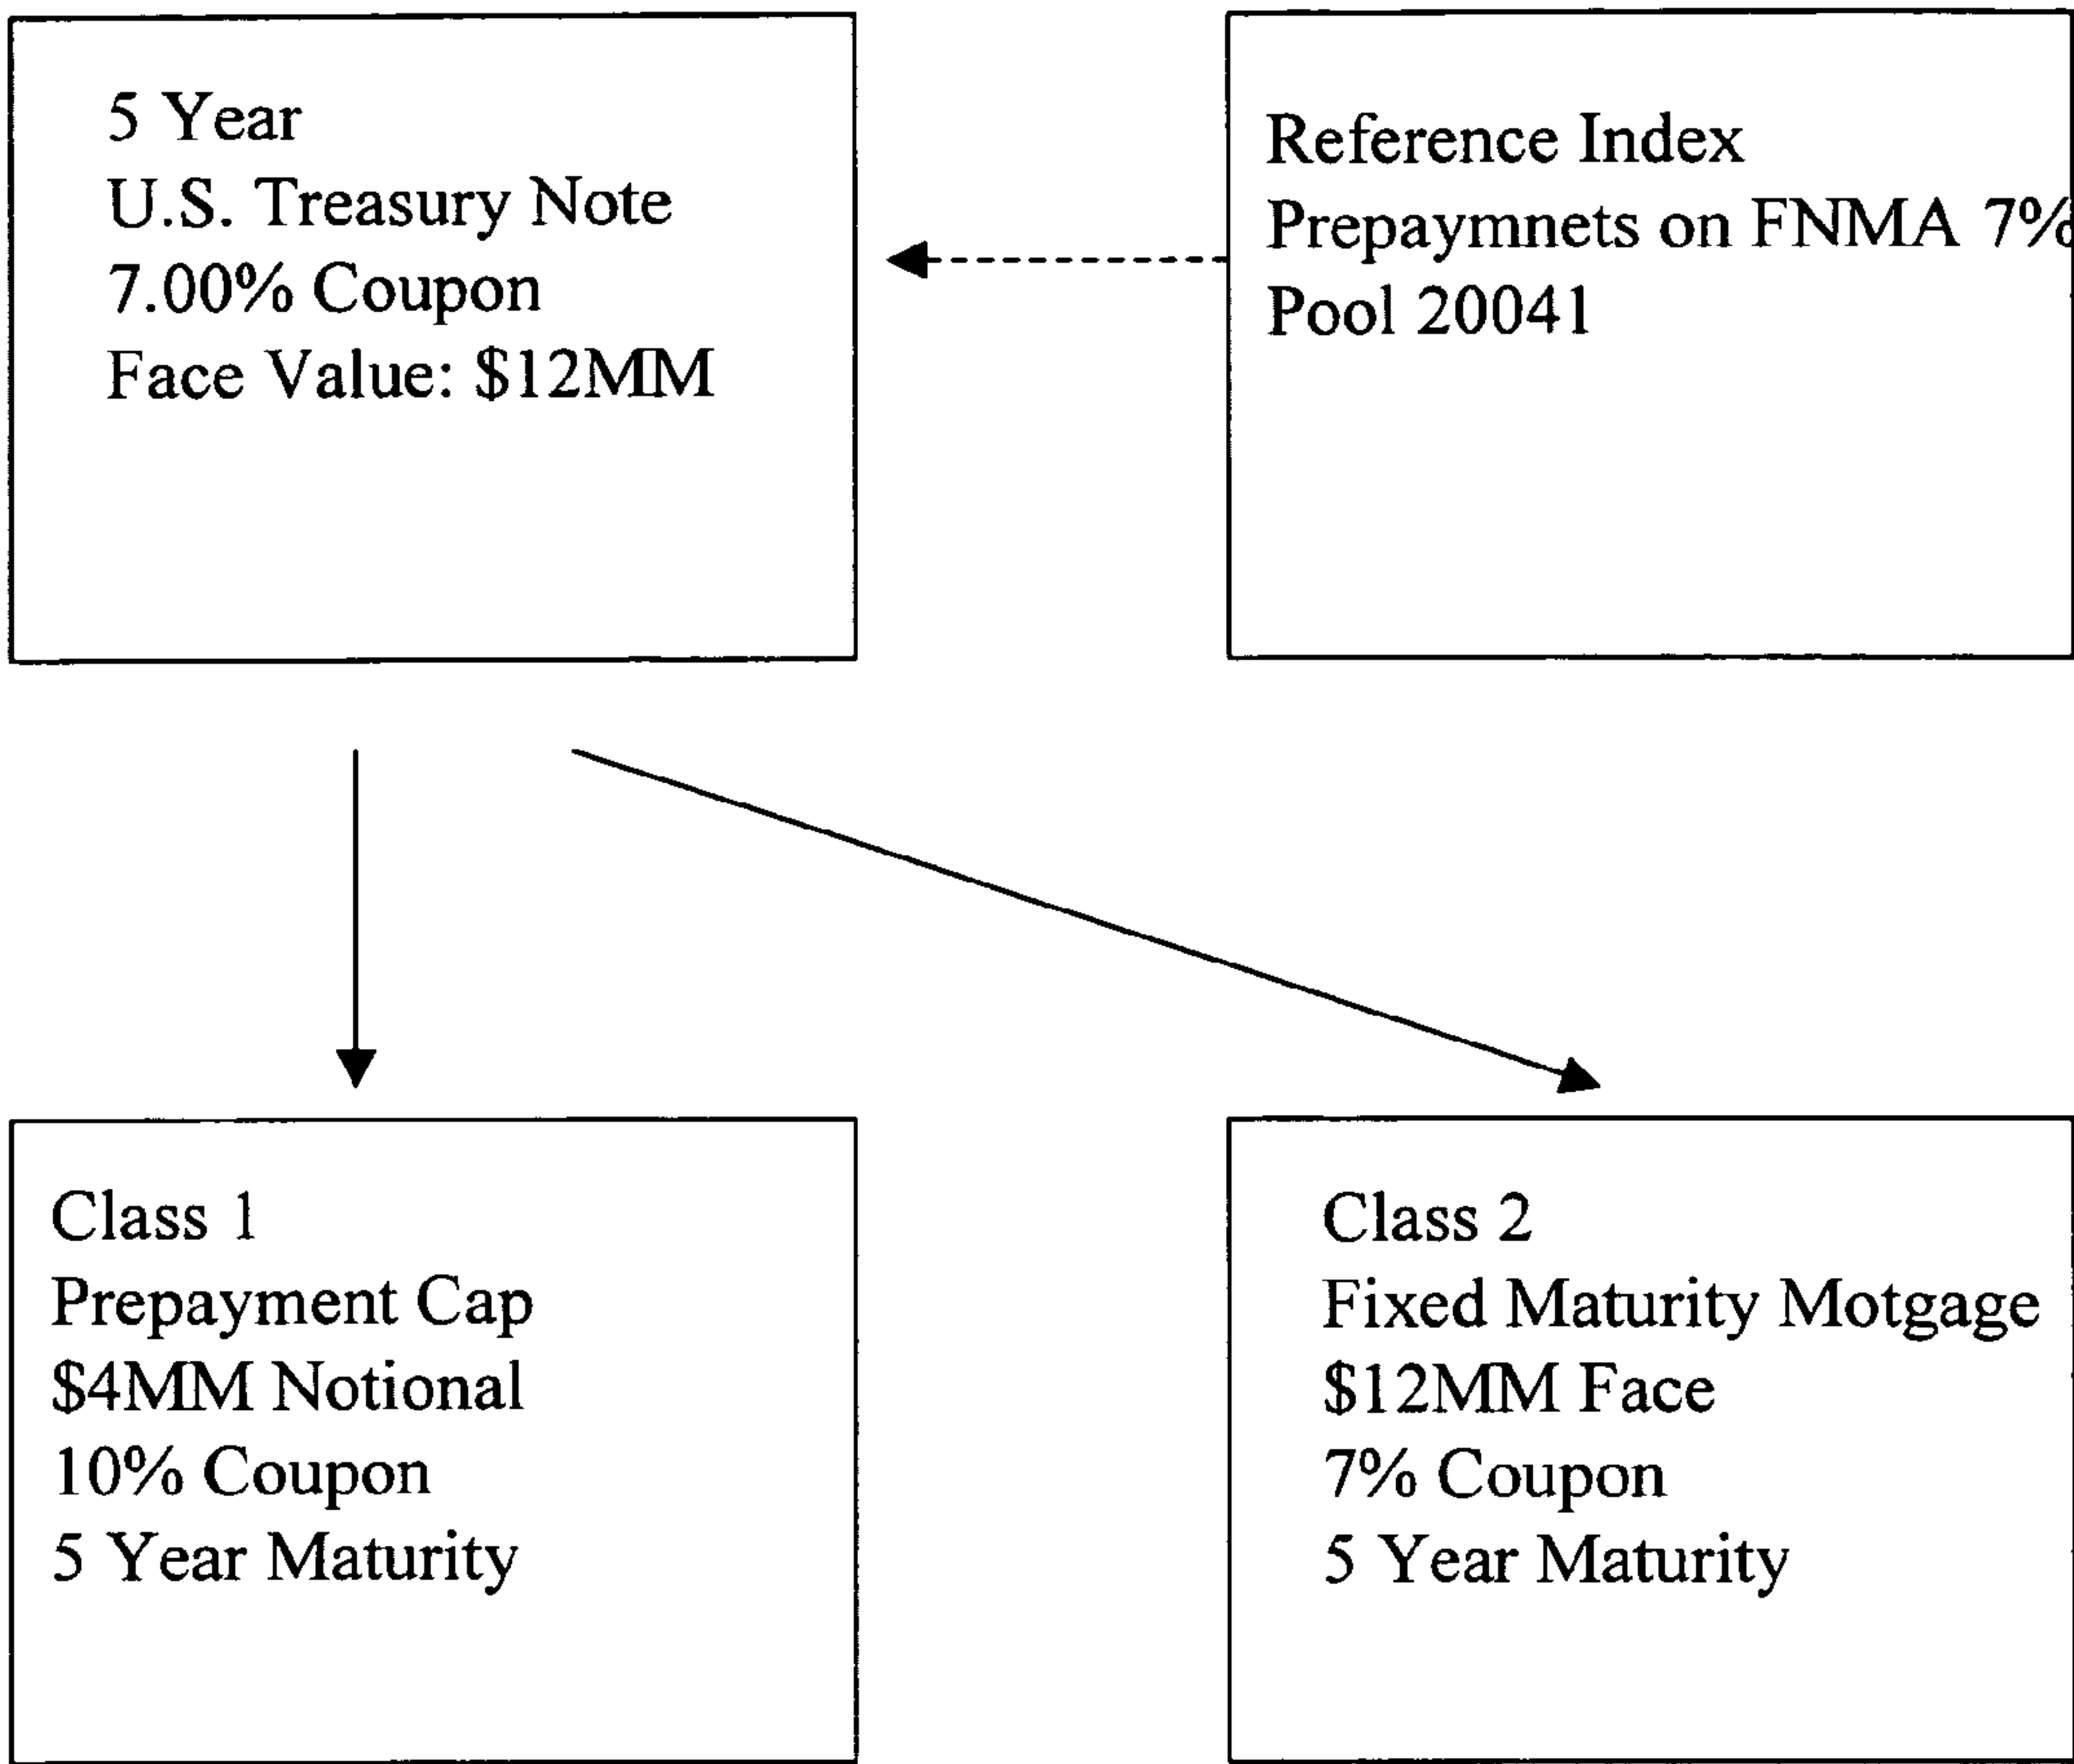 5 Year
U.S. Treasury Note
7.00% Coupon
Face Value: $12MM
Reference Index
Prepaymnets on FNMA 7%
Pool 20041
Class 1
Prepayment Cap
$4MM Notional
10% Coupon
5 Year Maturity
Class 2
Fixed Maturity Motgage
$12MM Face
7% Coupon
5 Year Maturity